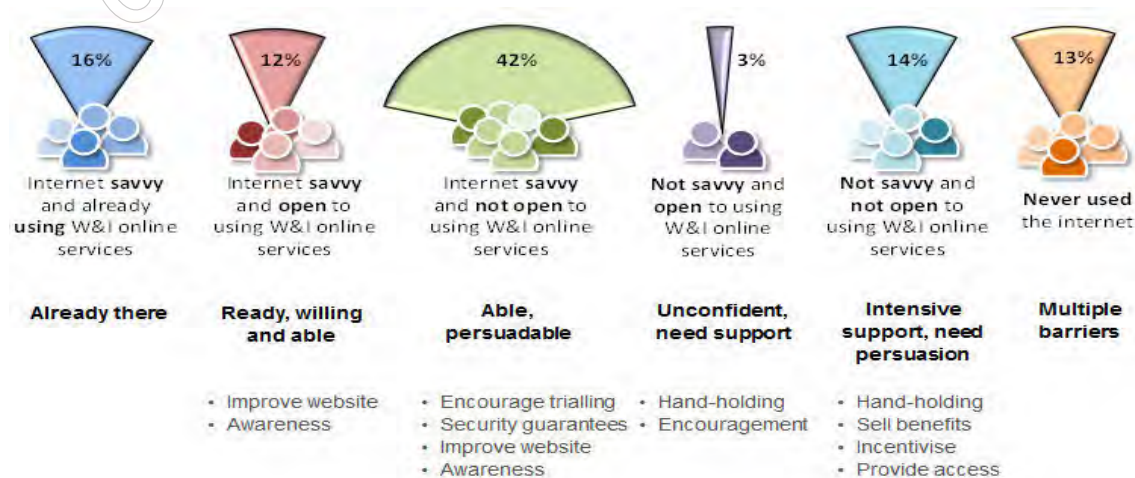 16%
12%
42%
3%
14%
13%
Internet savvy
and already
using W&I online
services
Internet savvy
and open to
using W&I online
services
Internet savvy
and not open to
using W&I online
services
Not savvy and
open to using
W&I online
services
Not savvy and
not open to
using W&I online
services
Never used
the internet
Already there
Ready, willing
and able
Able,
persuadable
Unconfident,
need support
Intensive
support, need
persuasion
Multiple
barriers
• Improve website
• Awareness
• Encourage trialling
• Security guarantees
• Improve website
• Awareness
• Hand-holding
• Encouragement
• Hand-holding
• Sell benefits
• Incentivise
• Provide access